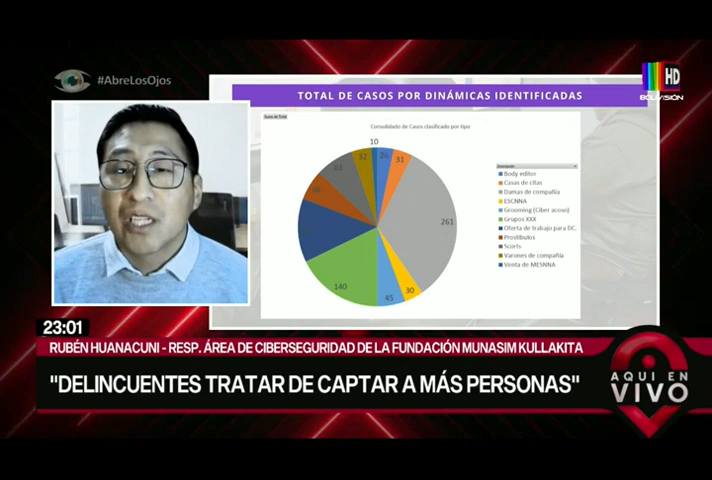 #AbreLosOjos
HD
BOLIVISIÓN
TOTAL DE CASOS POR DINÁMICAS IDENTIFICADAS
Consolidado de Casos clasificado por tipo
10
26
31
32
61
261
140
45
30
Body editor
Casas de citas
Damas de compañía
ESCNNA
Grooming (Ciber acoso)
Grupos XXX
Oferta de trabajo para DC.
Prostíbulos
Scorts
Varones de compañía
Venta de MESNNA
23:01
RUBÉN HUANACUNI - RESP. ÁREA DE CIBERSEGURIDAD DE LA FUNDACIÓN MUNASIM KULLAKITA
"DELINCUENTES TRATAR DE CAPTAR A MÁS PERSONAS"
AQUI EN
VIVO